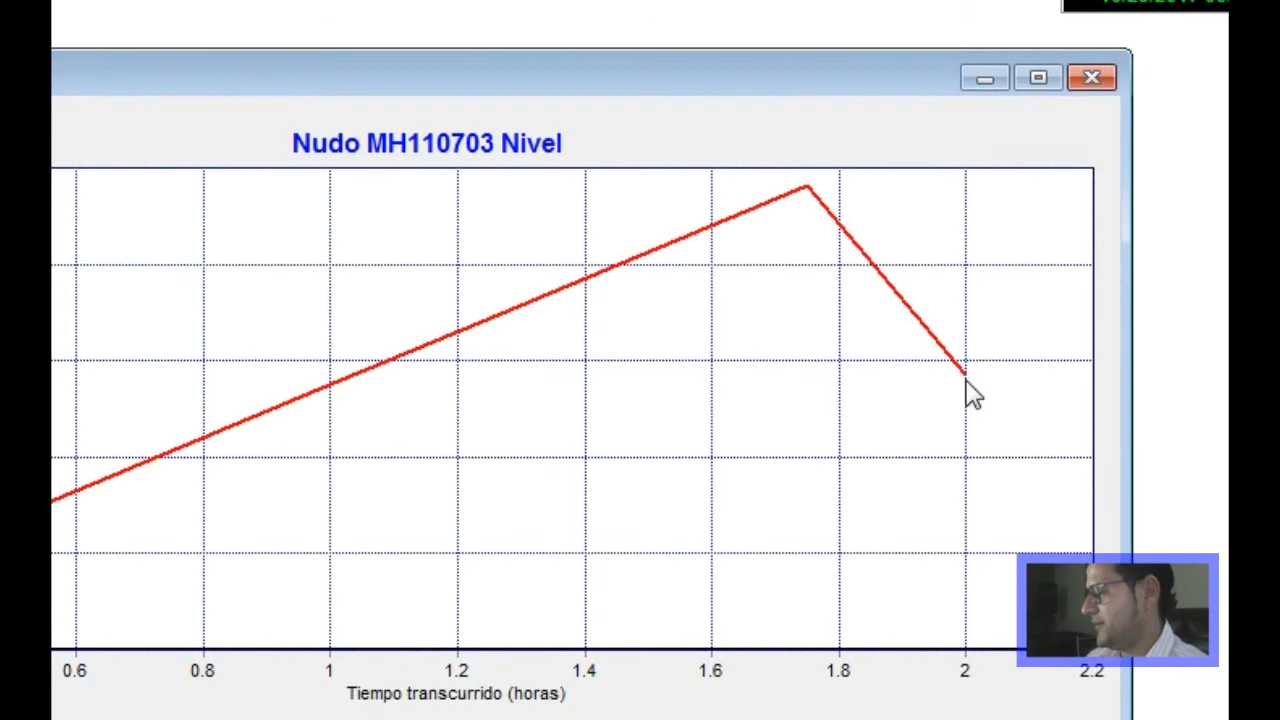 Nudo MH110703 Nivel
0.6 0.8 1 1.2 1.4 1.6 1.8 2 2.2
Tiempo transcurrido (horas)